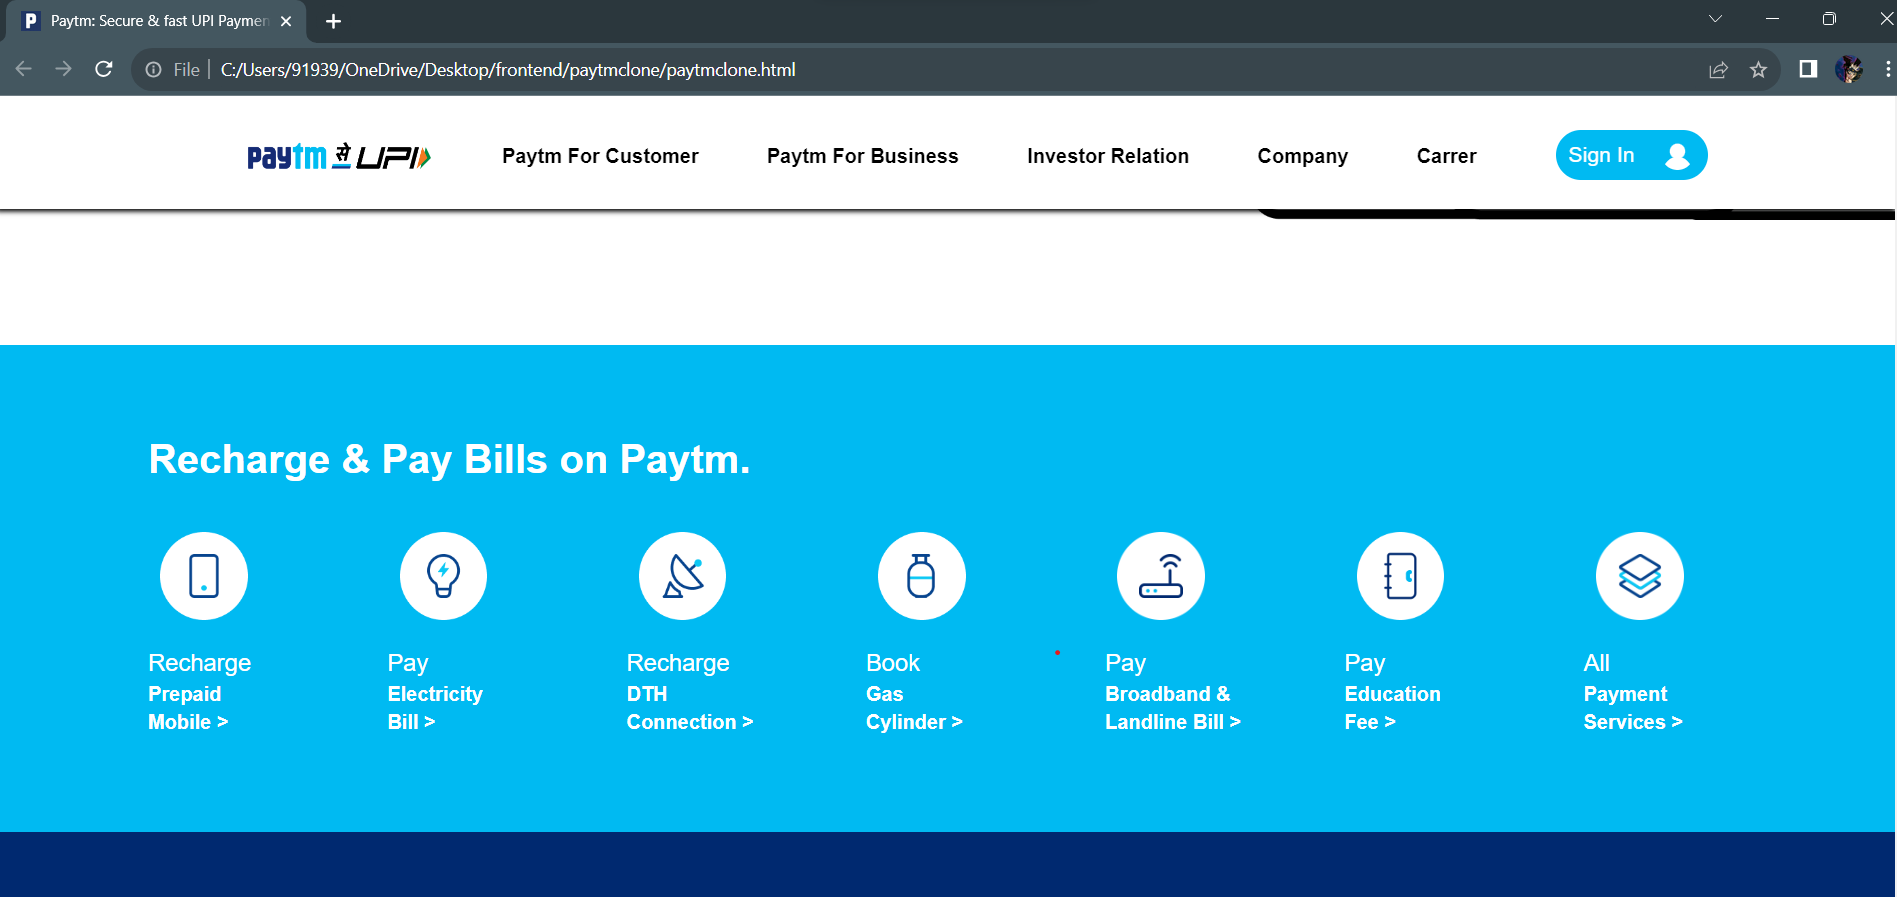 P Paytm: Secure & fast UPI Paymen
File C:/Users/91939/OneDrive/Desktop/frontend/paytmclone/paytmclone.html
paytm से UPI Paytm For Customer Paytm For Business Investor Relation Company Carrer Sign In
Recharge & Pay Bills on Paytm.
Recharge
Prepaid
Mobile >
Pay
Electricity
Bill >
Recharge
DTH
Connection >
Book
Gas
Cylinder >
Pay
Broadband &
Landline Bill >
Pay
Education
Fee >
All
Payment
Services >